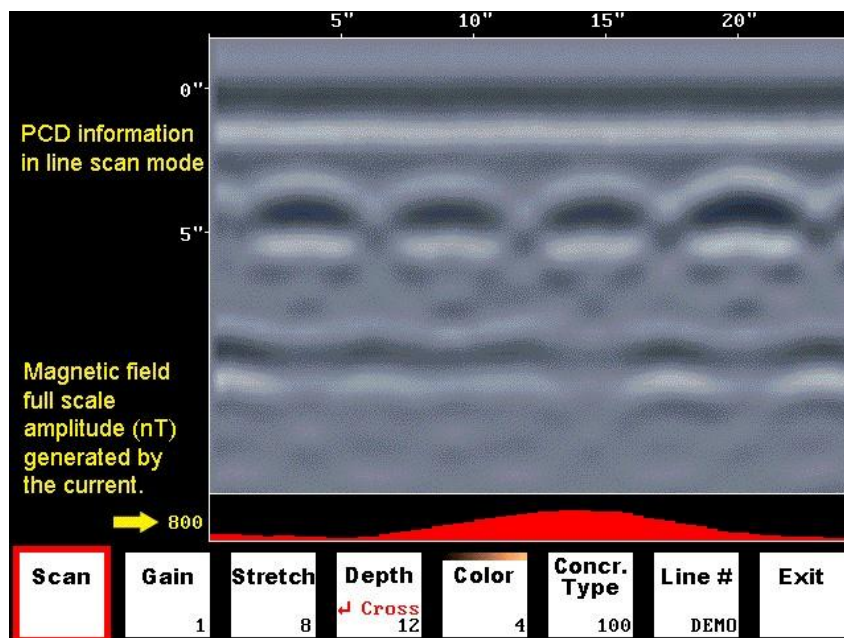 5" 10" 15" 20"
0"
PCD information
in line scan mode
5"
Magnetic field
full scale
amplitude (nT)
generated by
the current.
800
Scan
Gain
1
Stretch
8
Depth
↵ Cross
12
Color
4
Concr.
Type
100
Line #
DEMO
Exit